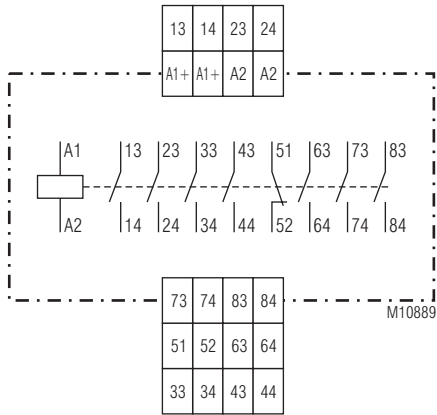 13 14 23 24
A1+ A1+ A2 A2
A1 13 23 33 43 51 63 73 83
A2 14 24 34 44 52 64 74 84
73 74 83 84
M10889
51 52 63 64
33 34 43 44